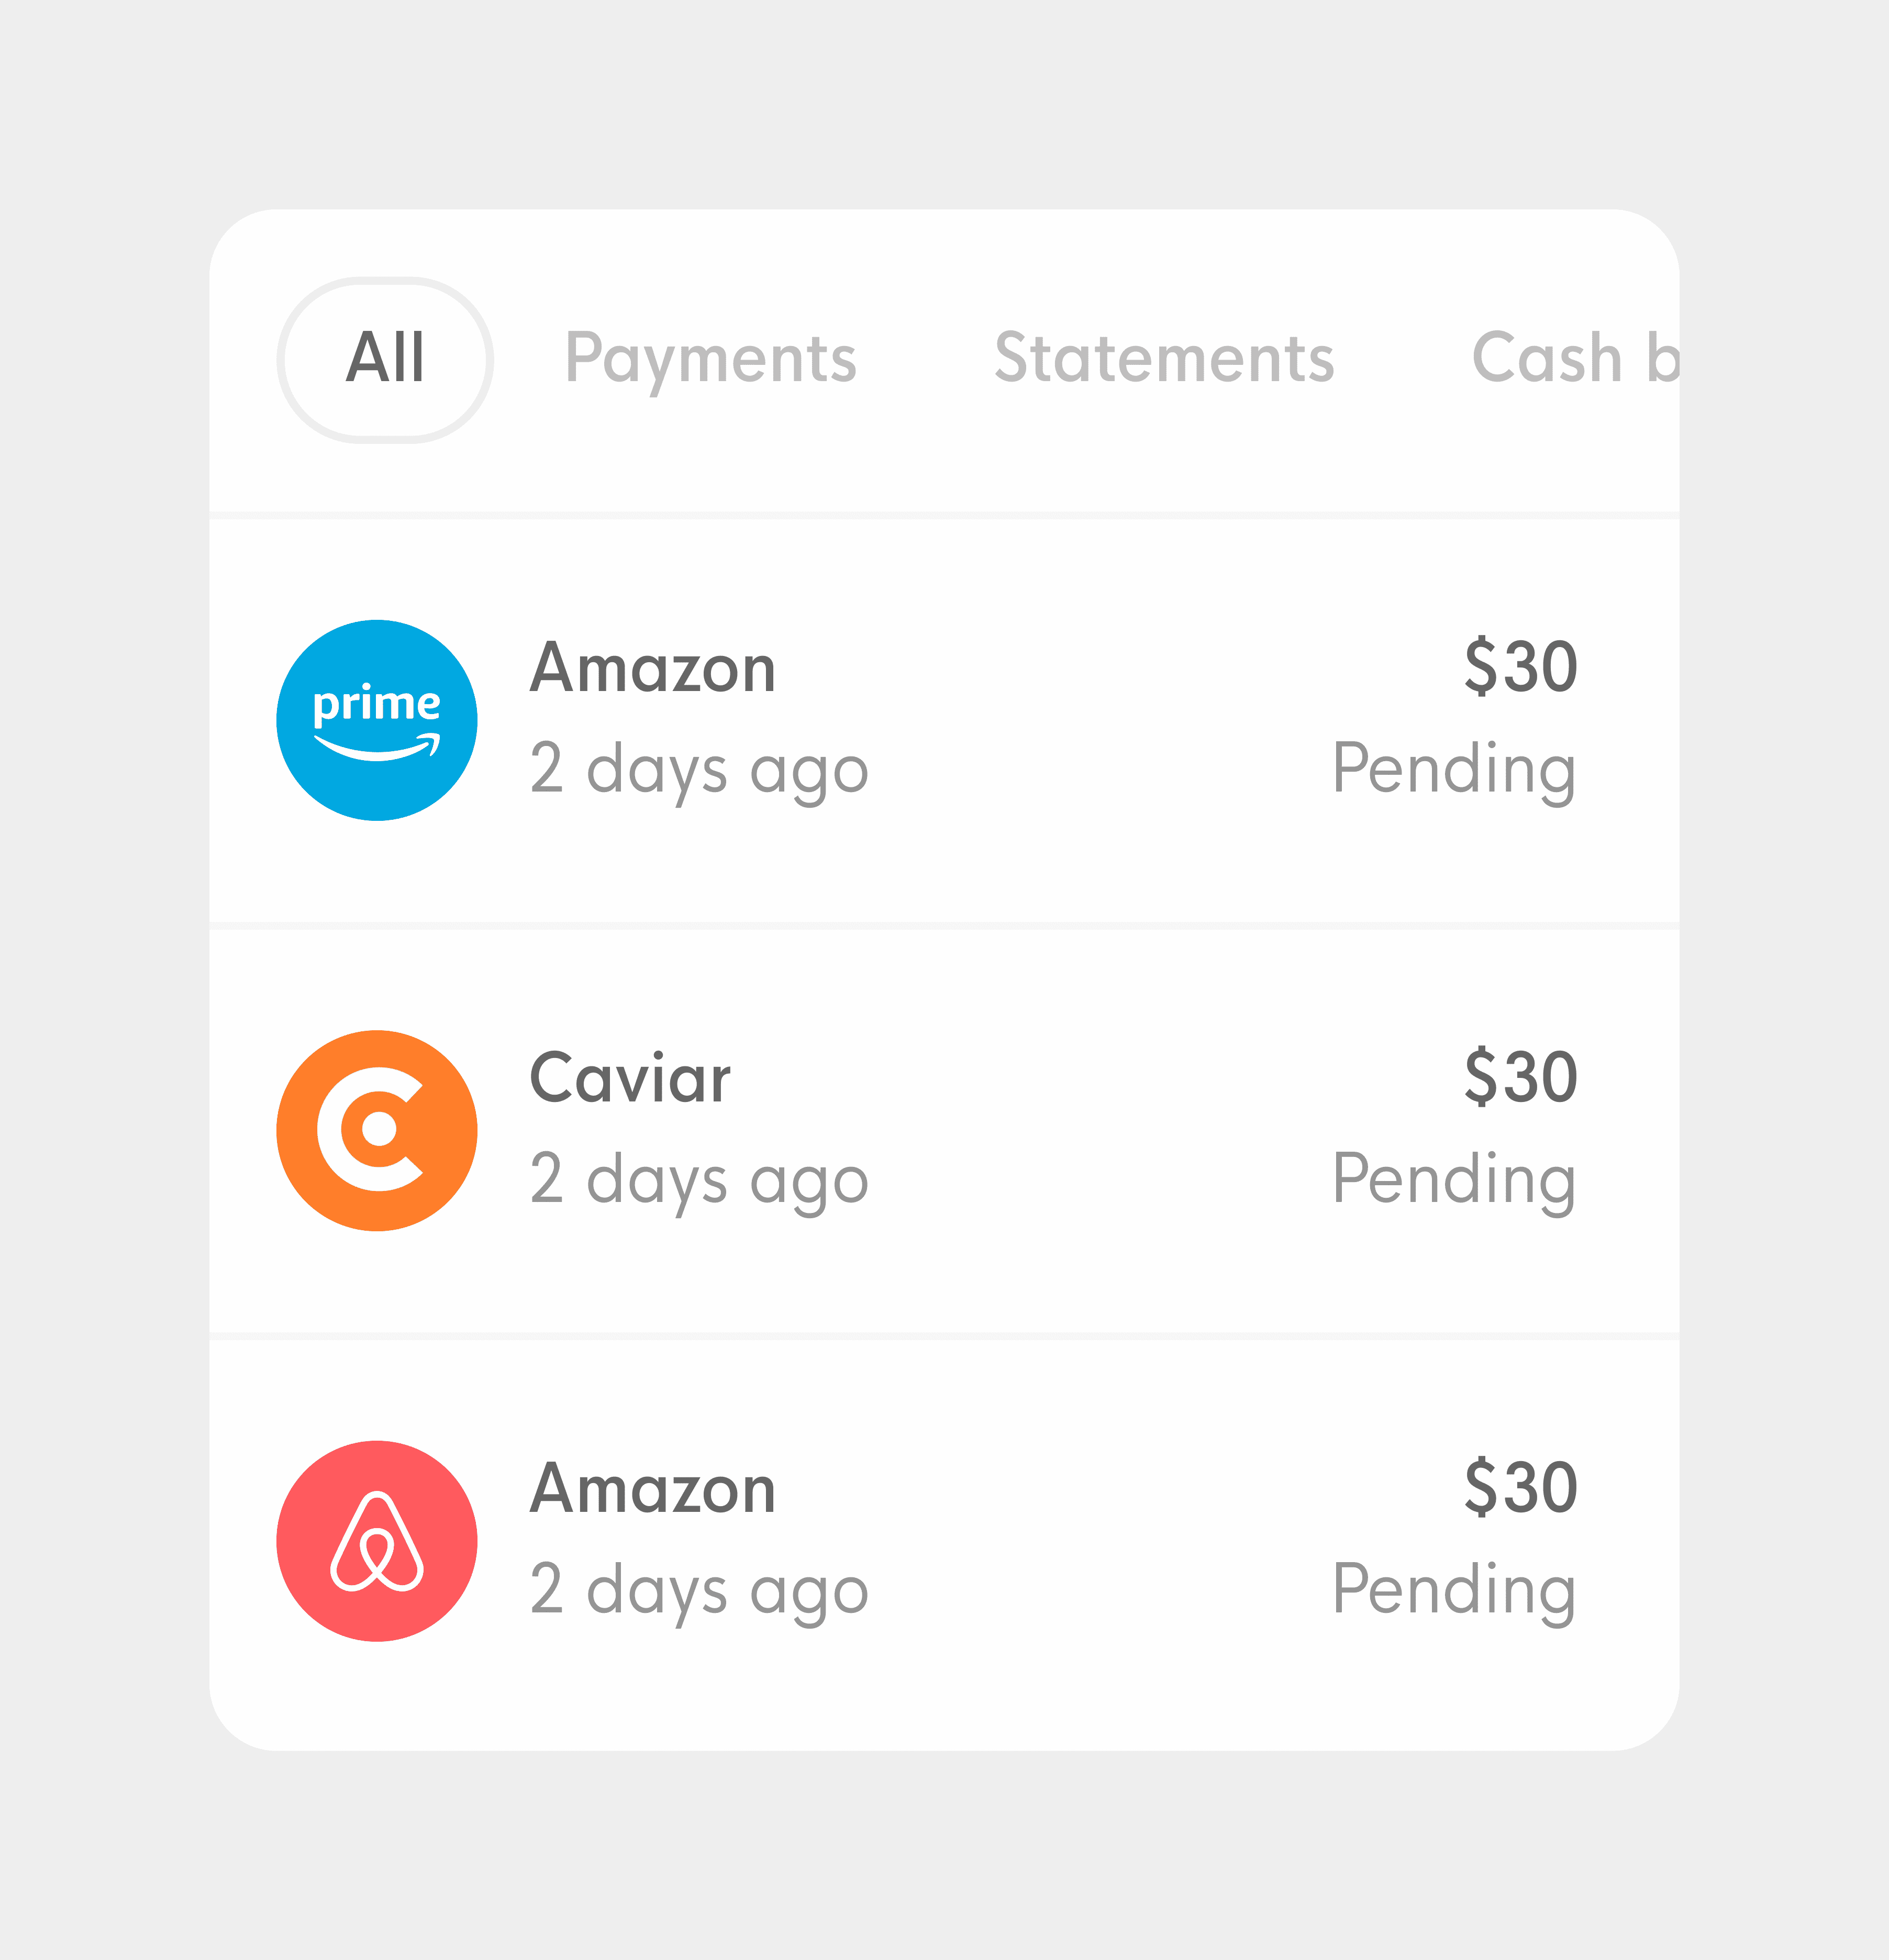 All Payments Statements Cash b
prime
Amazon $30
2 days ago Pending
Caviar $30
2 days ago Pending
Amazon $30
2 days ago Pending